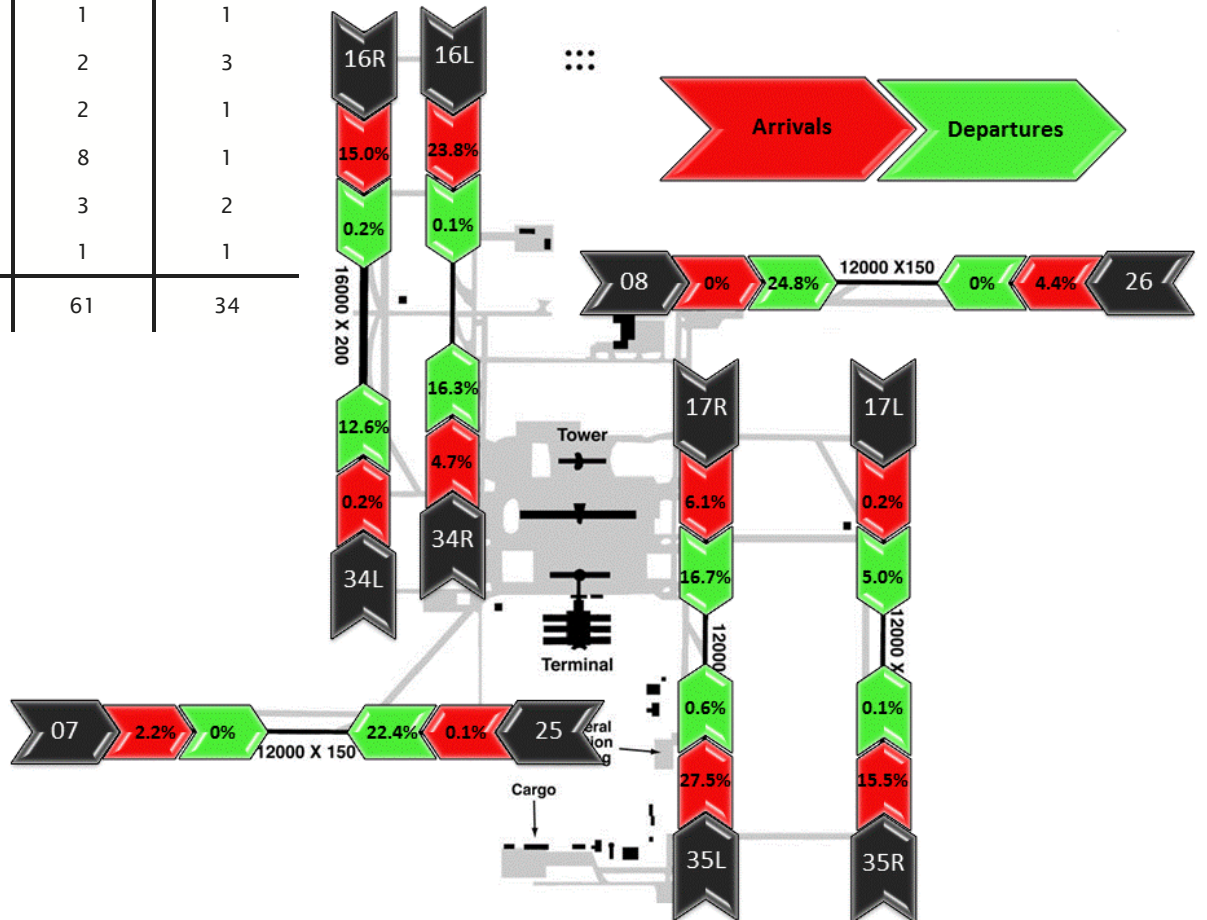 1 1
2 3
2 1
8 1
3 2
1 1
61 34
16R 16L
15.0% 23.8%
0.2% 0.1%
16000 X 200
12.6% 16.3%
0.2% 4.7%
34L 34R
Arrivals Departures
08 0% 24.8% 12000 X150 0% 4.4% 26
Tower
Terminal
17R 17L
6.1% 0.2%
16.7% 5.0%
12000 12000 X
0.6% 0.1%
27.5% 15.5%
35L 35R
07 2.2% 0% 12000 X 150 22.4% 0.1% 25
eral
ion
g
Cargo